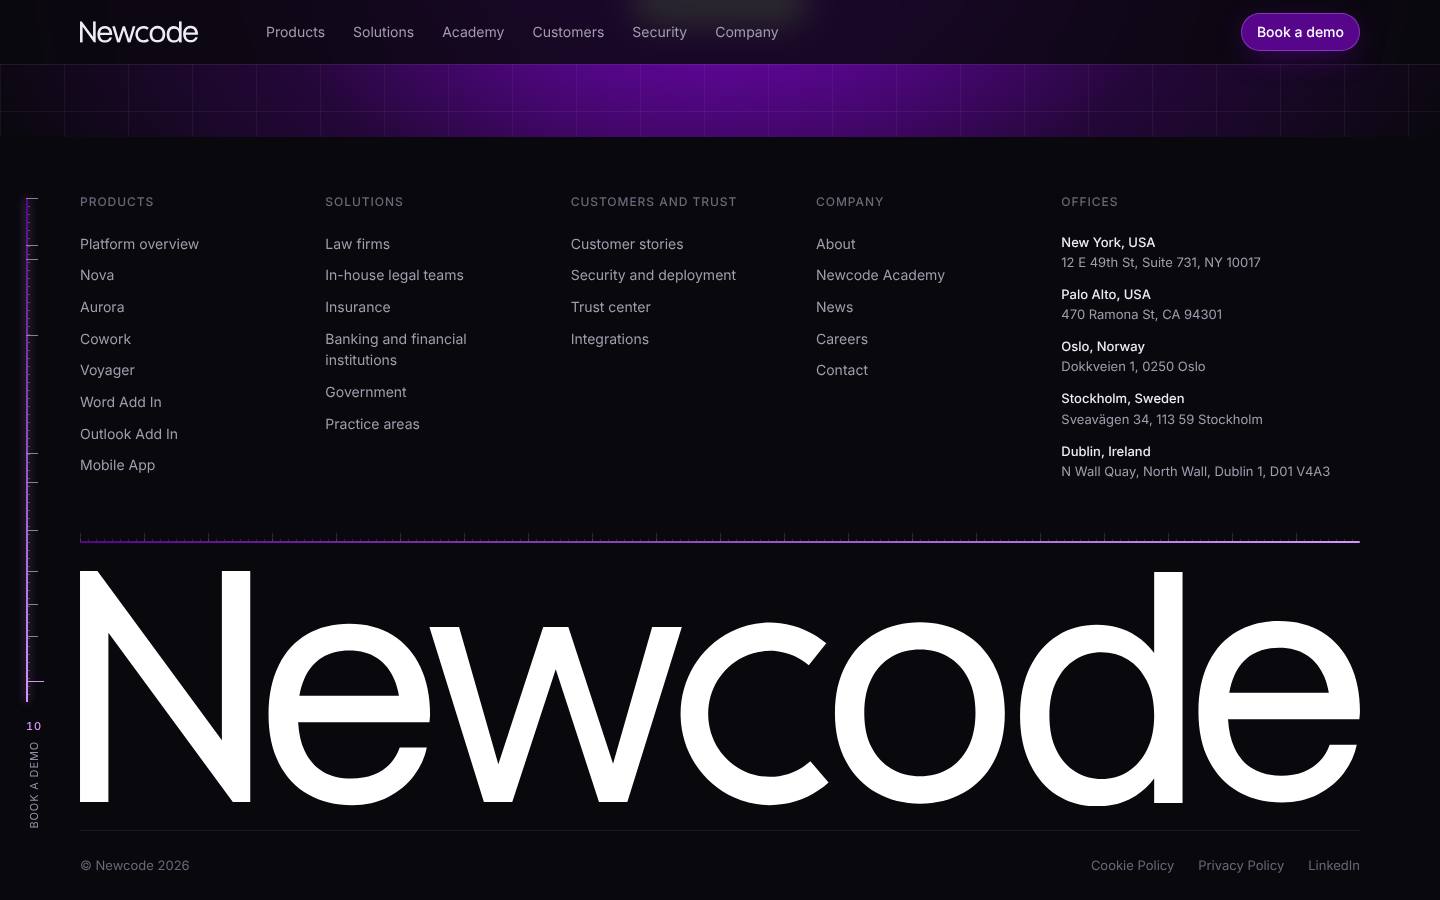 Newcode
Products Solutions Academy Customers Security Company
Book a demo
PRODUCTS
Platform overview
Nova
Aurora
Cowork
Voyager
Word Add In
Outlook Add In
Mobile App
SOLUTIONS
Law firms
In-house legal teams
Insurance
Banking and financial
institutions
Government
Practice areas
CUSTOMERS AND TRUST
Customer stories
Security and deployment
Trust center
Integrations
COMPANY
About
Newcode Academy
News
Careers
Contact
OFFICES
New York, USA
12 E 49th St, Suite 731, NY 10017
Palo Alto, USA
470 Ramona St, CA 94301
Oslo, Norway
Dokkveien 1, 0250 Oslo
Stockholm, Sweden
Sveavägen 34, 113 59 Stockholm
Dublin, Ireland
N Wall Quay, North Wall, Dublin 1, D01 V4A3
10
BOOK A DEMO
Newcode
© Newcode 2026
Cookie Policy Privacy Policy LinkedIn